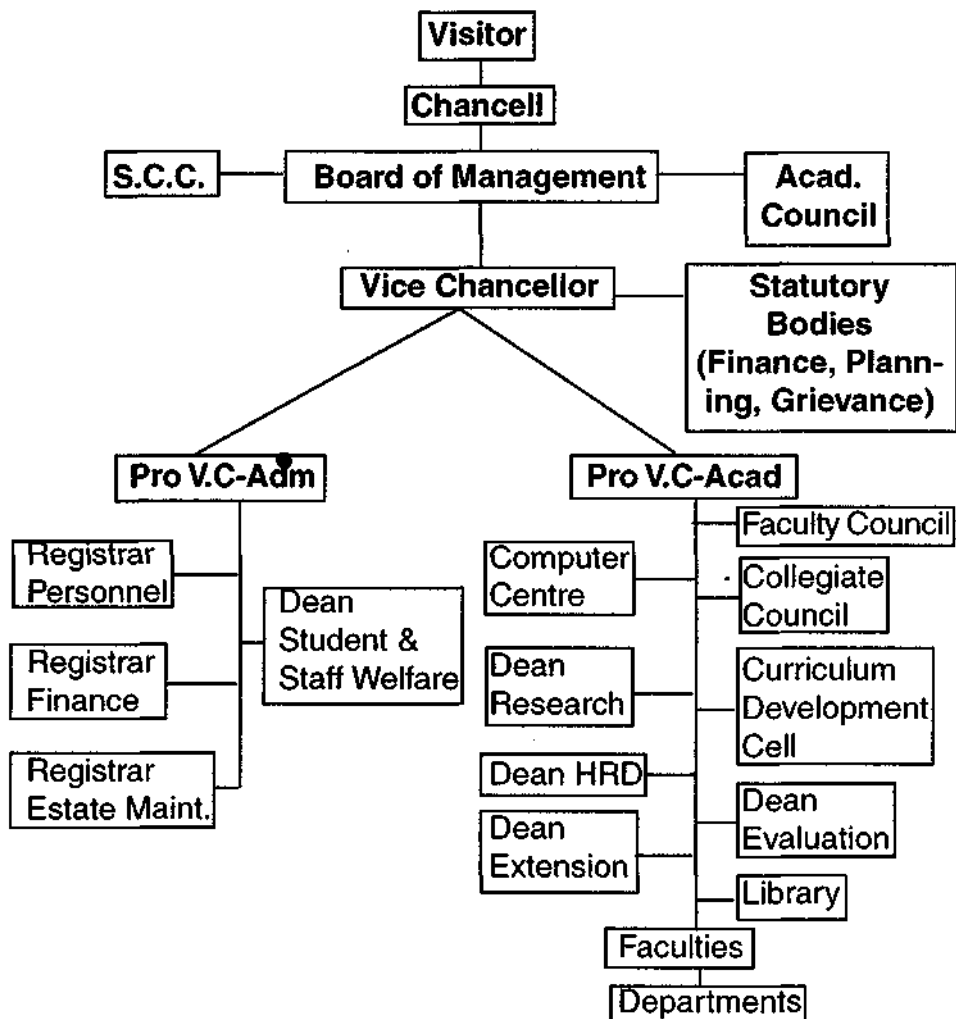 Visitor
Chancell
S.C.C.
Board of Management
Acad.
Council
Vice Chancellor
Statutory
Bodies
(Finance, Plann-
ing, Grievance)
Pro V.C-Adm
Pro V.C-Acad
Registrar
Personnel
Registrar
Finance
Registrar
Estate Maint.
Dean
Student &
Staff Welfare
Computer
Centre
Dean
Research
Dean HRD
Dean
Extension
Faculty Council
Collegiate
Council
Curriculum
Development
Cell
Dean
Evaluation
Library
Faculties
Departments